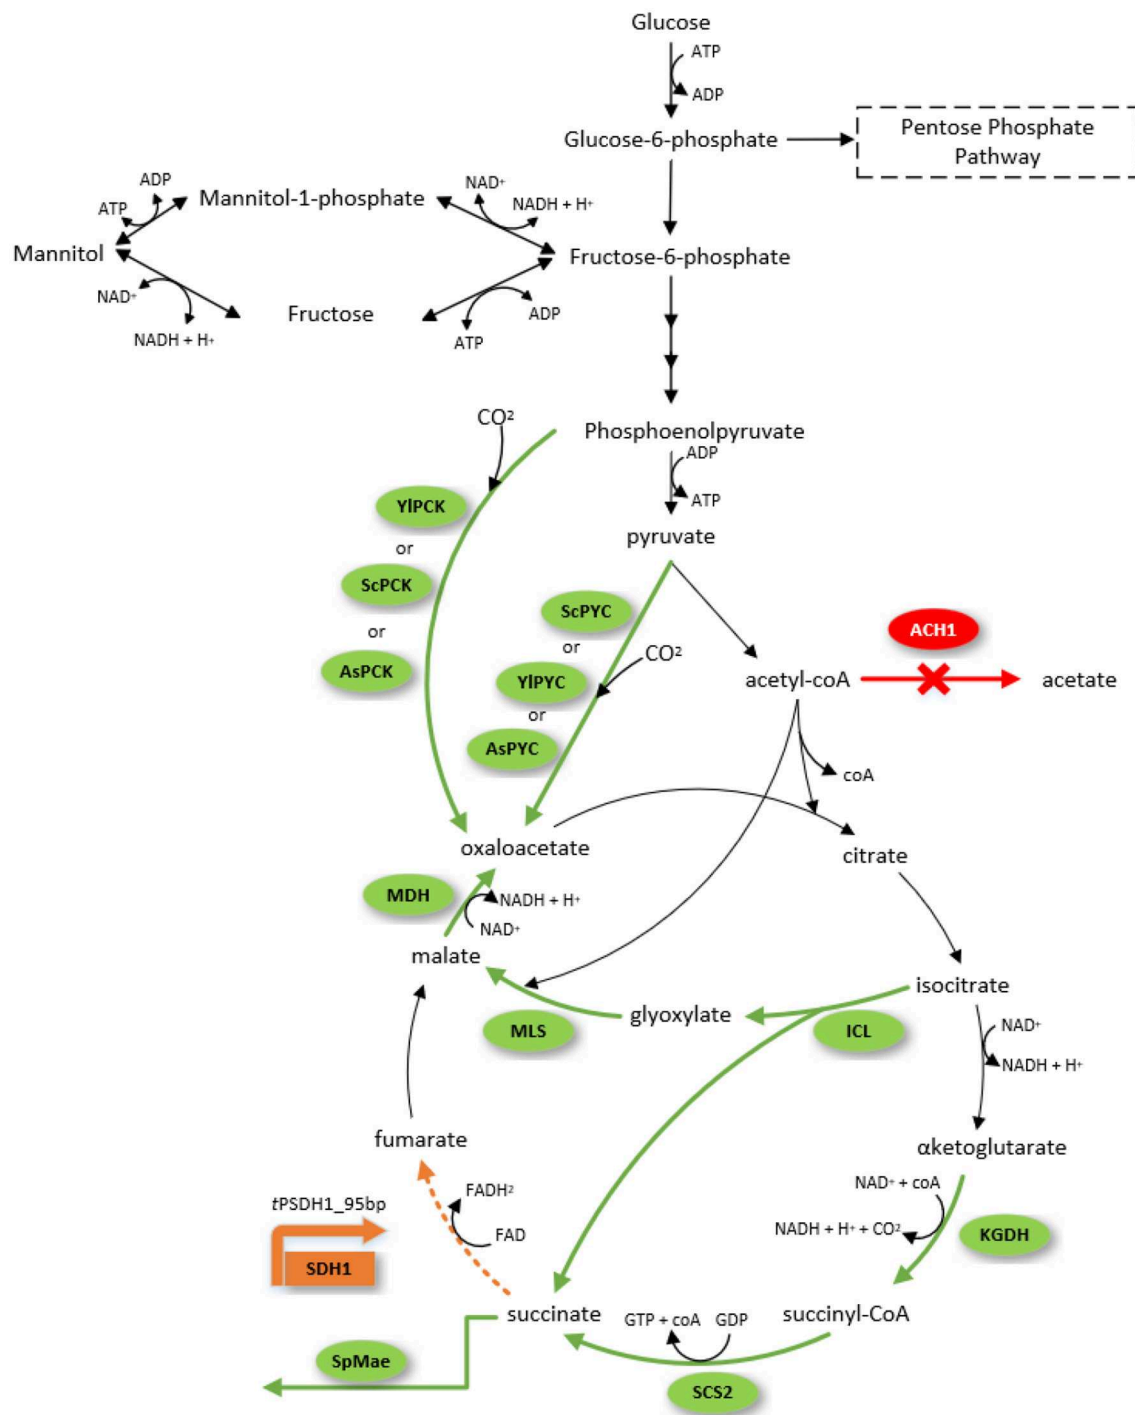 Glucose
ATP
ADP
Glucose-6-phosphate
Pentose Phosphate
Pathway
ADP
ATP
Mannitol-1-phosphate
NAD⁺
NADH + H⁺
Mannitol
Fructose-6-phosphate
NAD⁺
NADH + H⁺
Fructose
ADP
ATP
CO²
Phosphoenolpyruvate
ADP
ATP
pyruvate
YlPCK
or
ScPCK
or
AsPCK
ScPYC
or
YlPYC
or
AsPYC
CO²
ACH1
acetyl-coA
acetate
coA
oxaloacetate
citrate
MDH
NADH + H⁺
NAD⁺
malate
isocitrate
glyoxylate
MLS
ICL
NAD⁺
NADH + H⁺
fumarate
αketoglutarate
tPSDH1_95bp
SDH1
FADH²
FAD
NAD⁺ + coA
NADH + H⁺ + CO²
KGDH
succinate
GTP + coA
GDP
succinyl-CoA
SpMae
SCS2